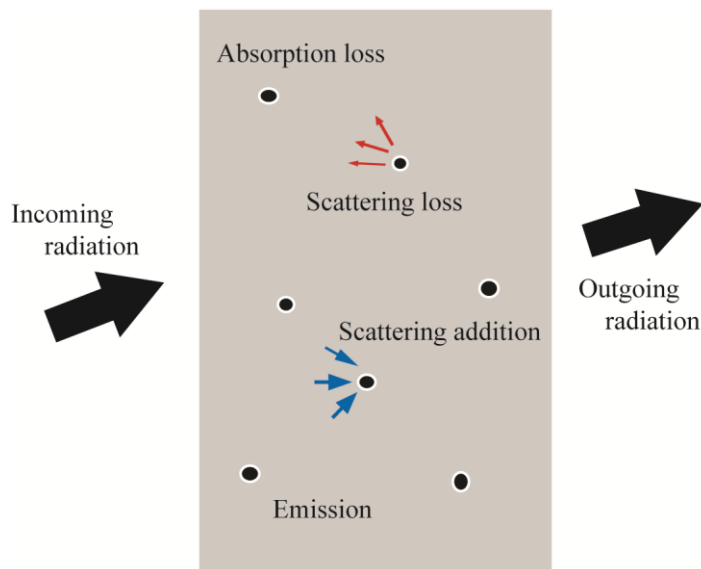 Absorption loss
Scattering loss
Incoming
radiation
Outgoing
radiation
Scattering addition
Emission